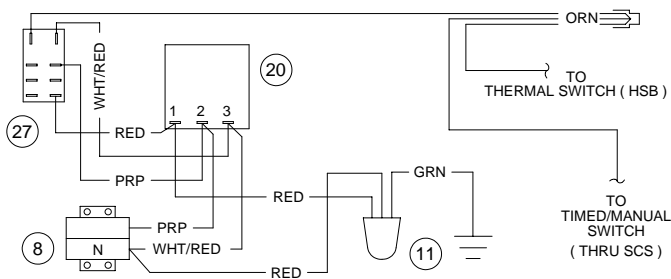 ORN
WHT/RED
20
TO
THERMAL SWITCH ( HSB )
1 2 3
27
RED
PRP
GRN
RED
TO
TIMED/MANUAL
SWITCH
( THRU SCS )
PRP
8
N
WHT/RED
11
RED